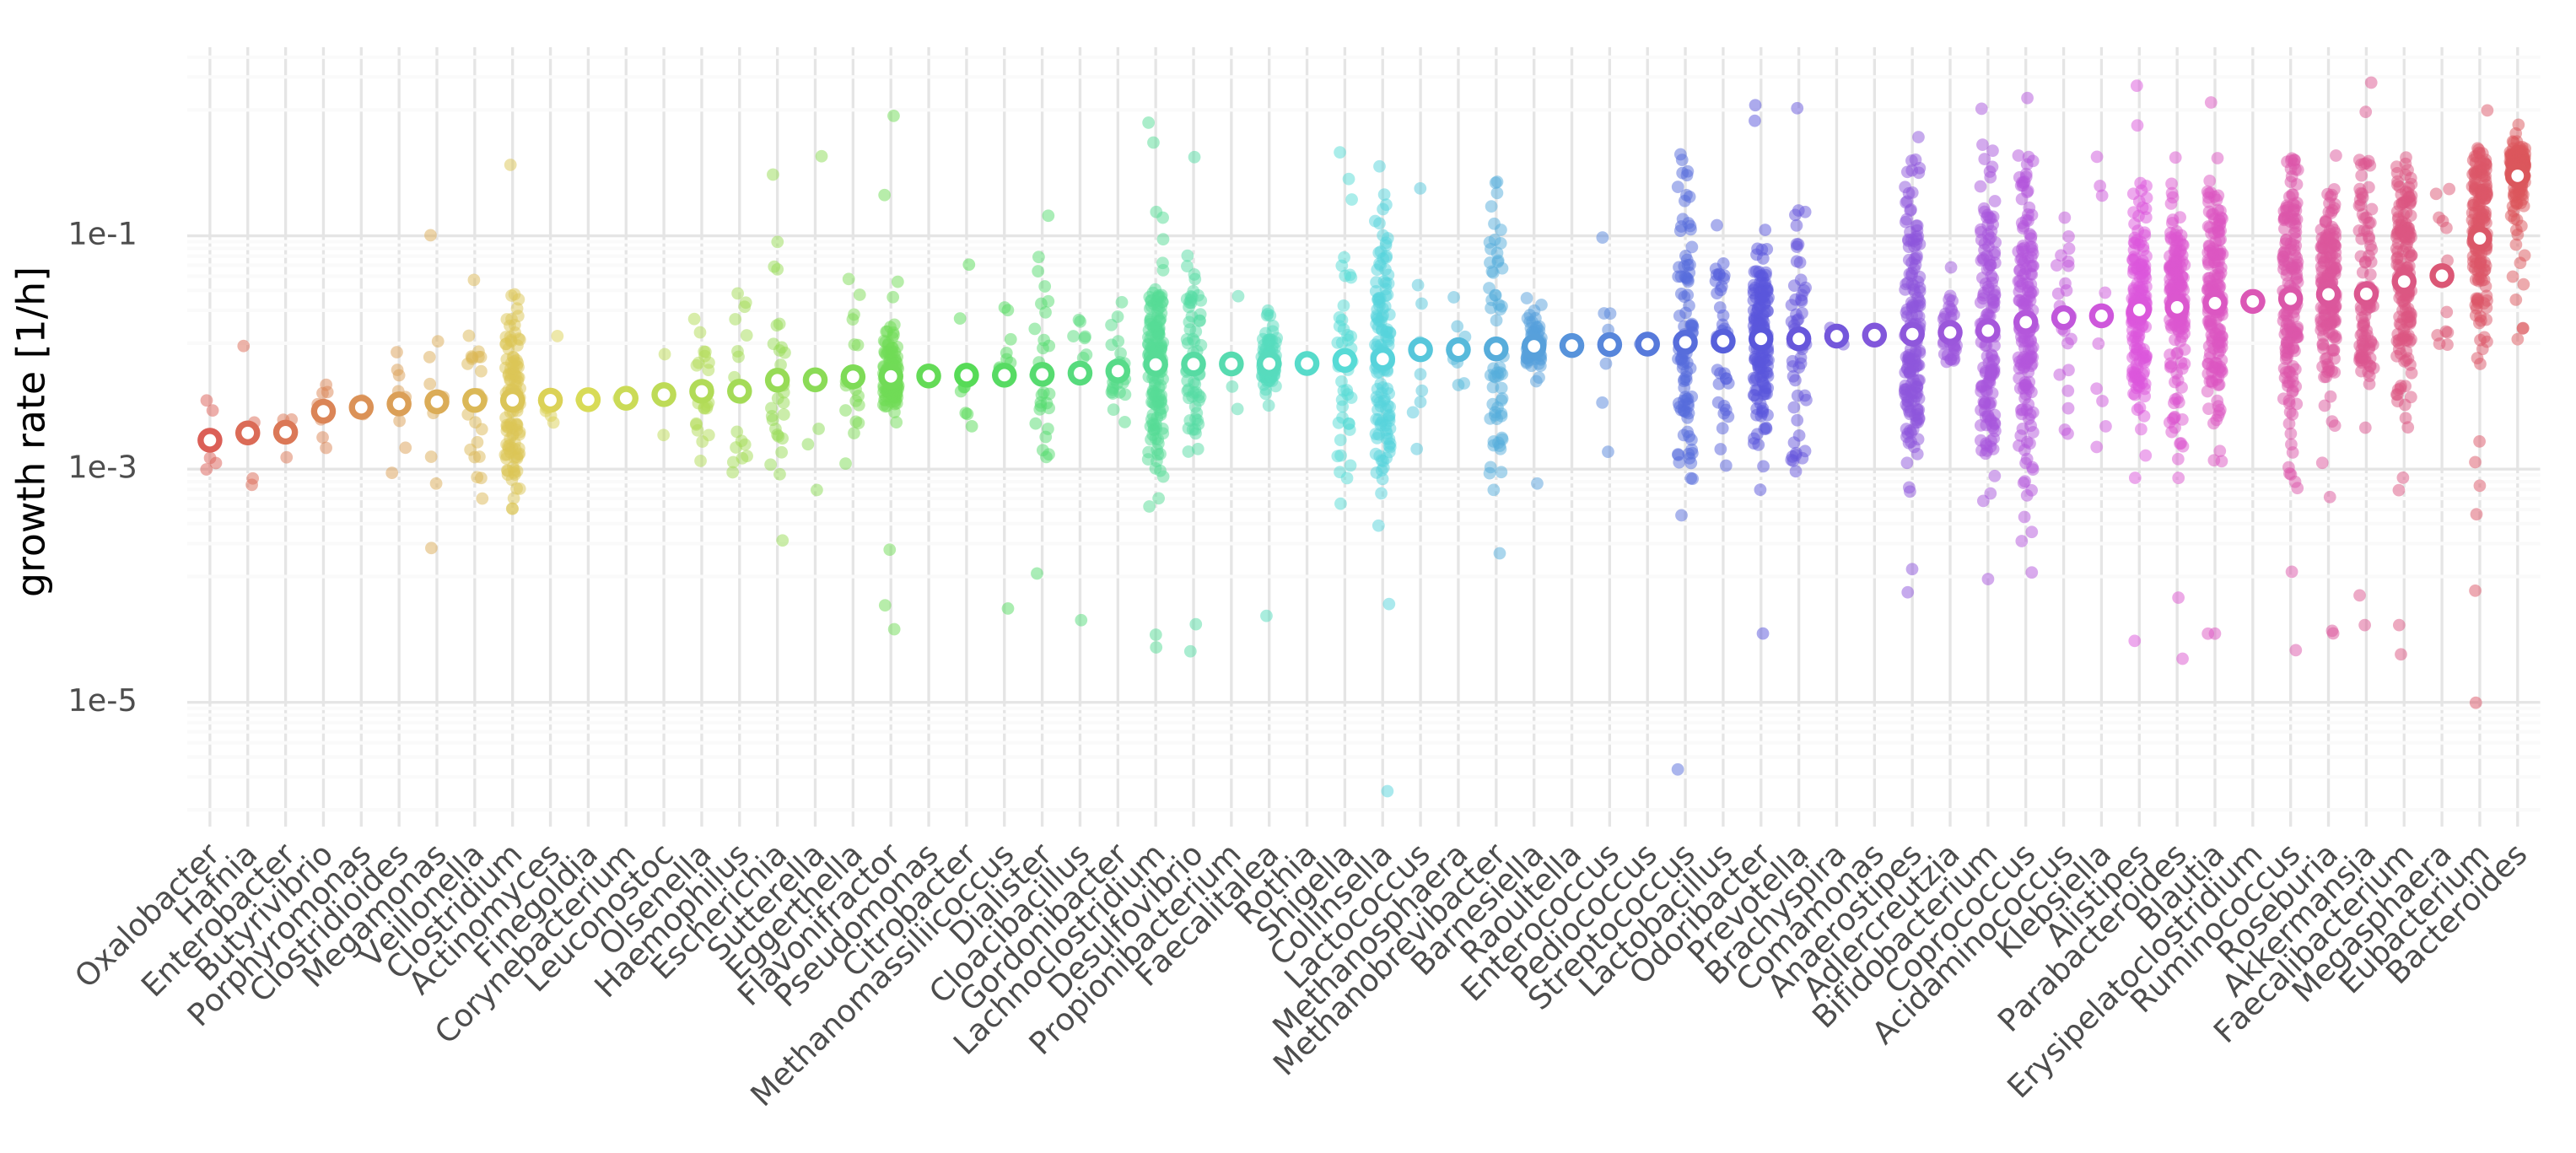 growth rate [1/h]
1e-1
1e-3
1e-5
Oxalobacter
Hafnia
Enterobacter
Butyrivibrio
Porphyromonas
Clostridioides
Megamonas
Veillonella
Clostridium
Actinomyces
Finegoldia
Corynebacterium
Leuconostoc
Olsenella
Haemophilus
Escherichia
Sutterella
Eggerthella
Flavonifractor
Pseudomonas
Citrobacter
Methanomassiliicoccus
Dialister
Cloacibacillus
Gordonibacter
Lachnoclostridium
Desulfovibrio
Propionibacterium
Faecalitalea
Rothia
Shigella
Collinsella
Lactococcus
Methanosphaera
Methanobrevibacter
Barnesiella
Raoultella
Enterococcus
Pediococcus
Streptococcus
Lactobacillus
Odoribacter
Prevotella
Brachyspira
Comamonas
Anaerostipes
Adlercreutzia
Bifidobacterium
Coprococcus
Acidaminococcus
Klebsiella
Alistipes
Parabacteroides
Blautia
Erysipelatoclostridium
Ruminococcus
Roseburia
Akkermansia
Faecalibacterium
Megasphaera
Eubacterium
Bacteroides